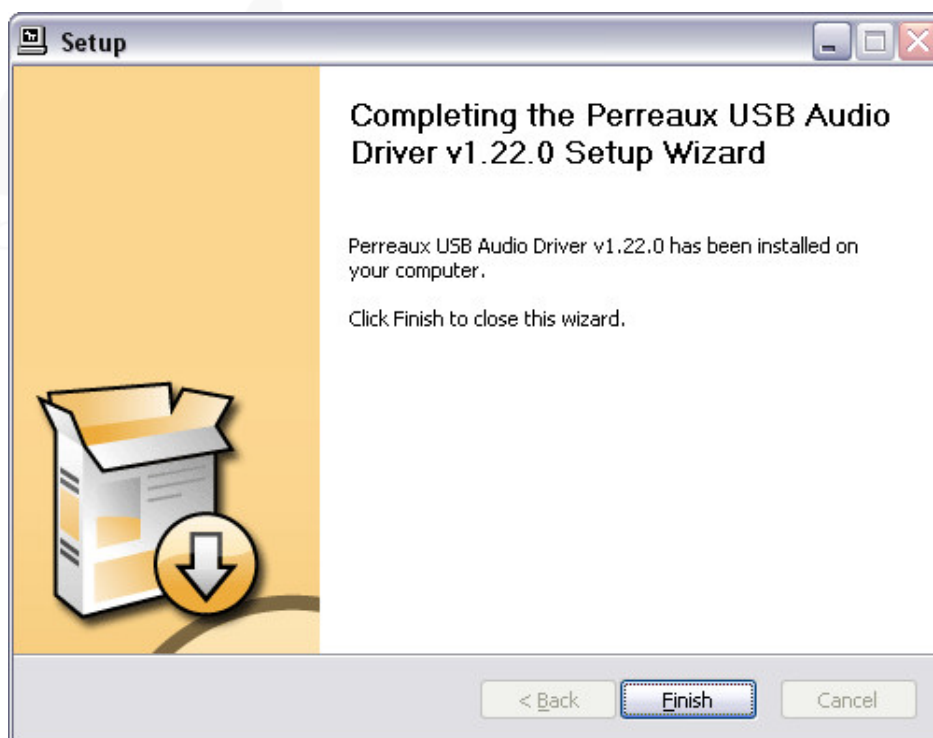 Setup
Completing the Perreaux USB Audio
Driver v1.22.0 Setup Wizard
Perreaux USB Audio Driver v1.22.0 has been installed on
your computer.
Click Finish to close this wizard.
< Back
Finish
Cancel